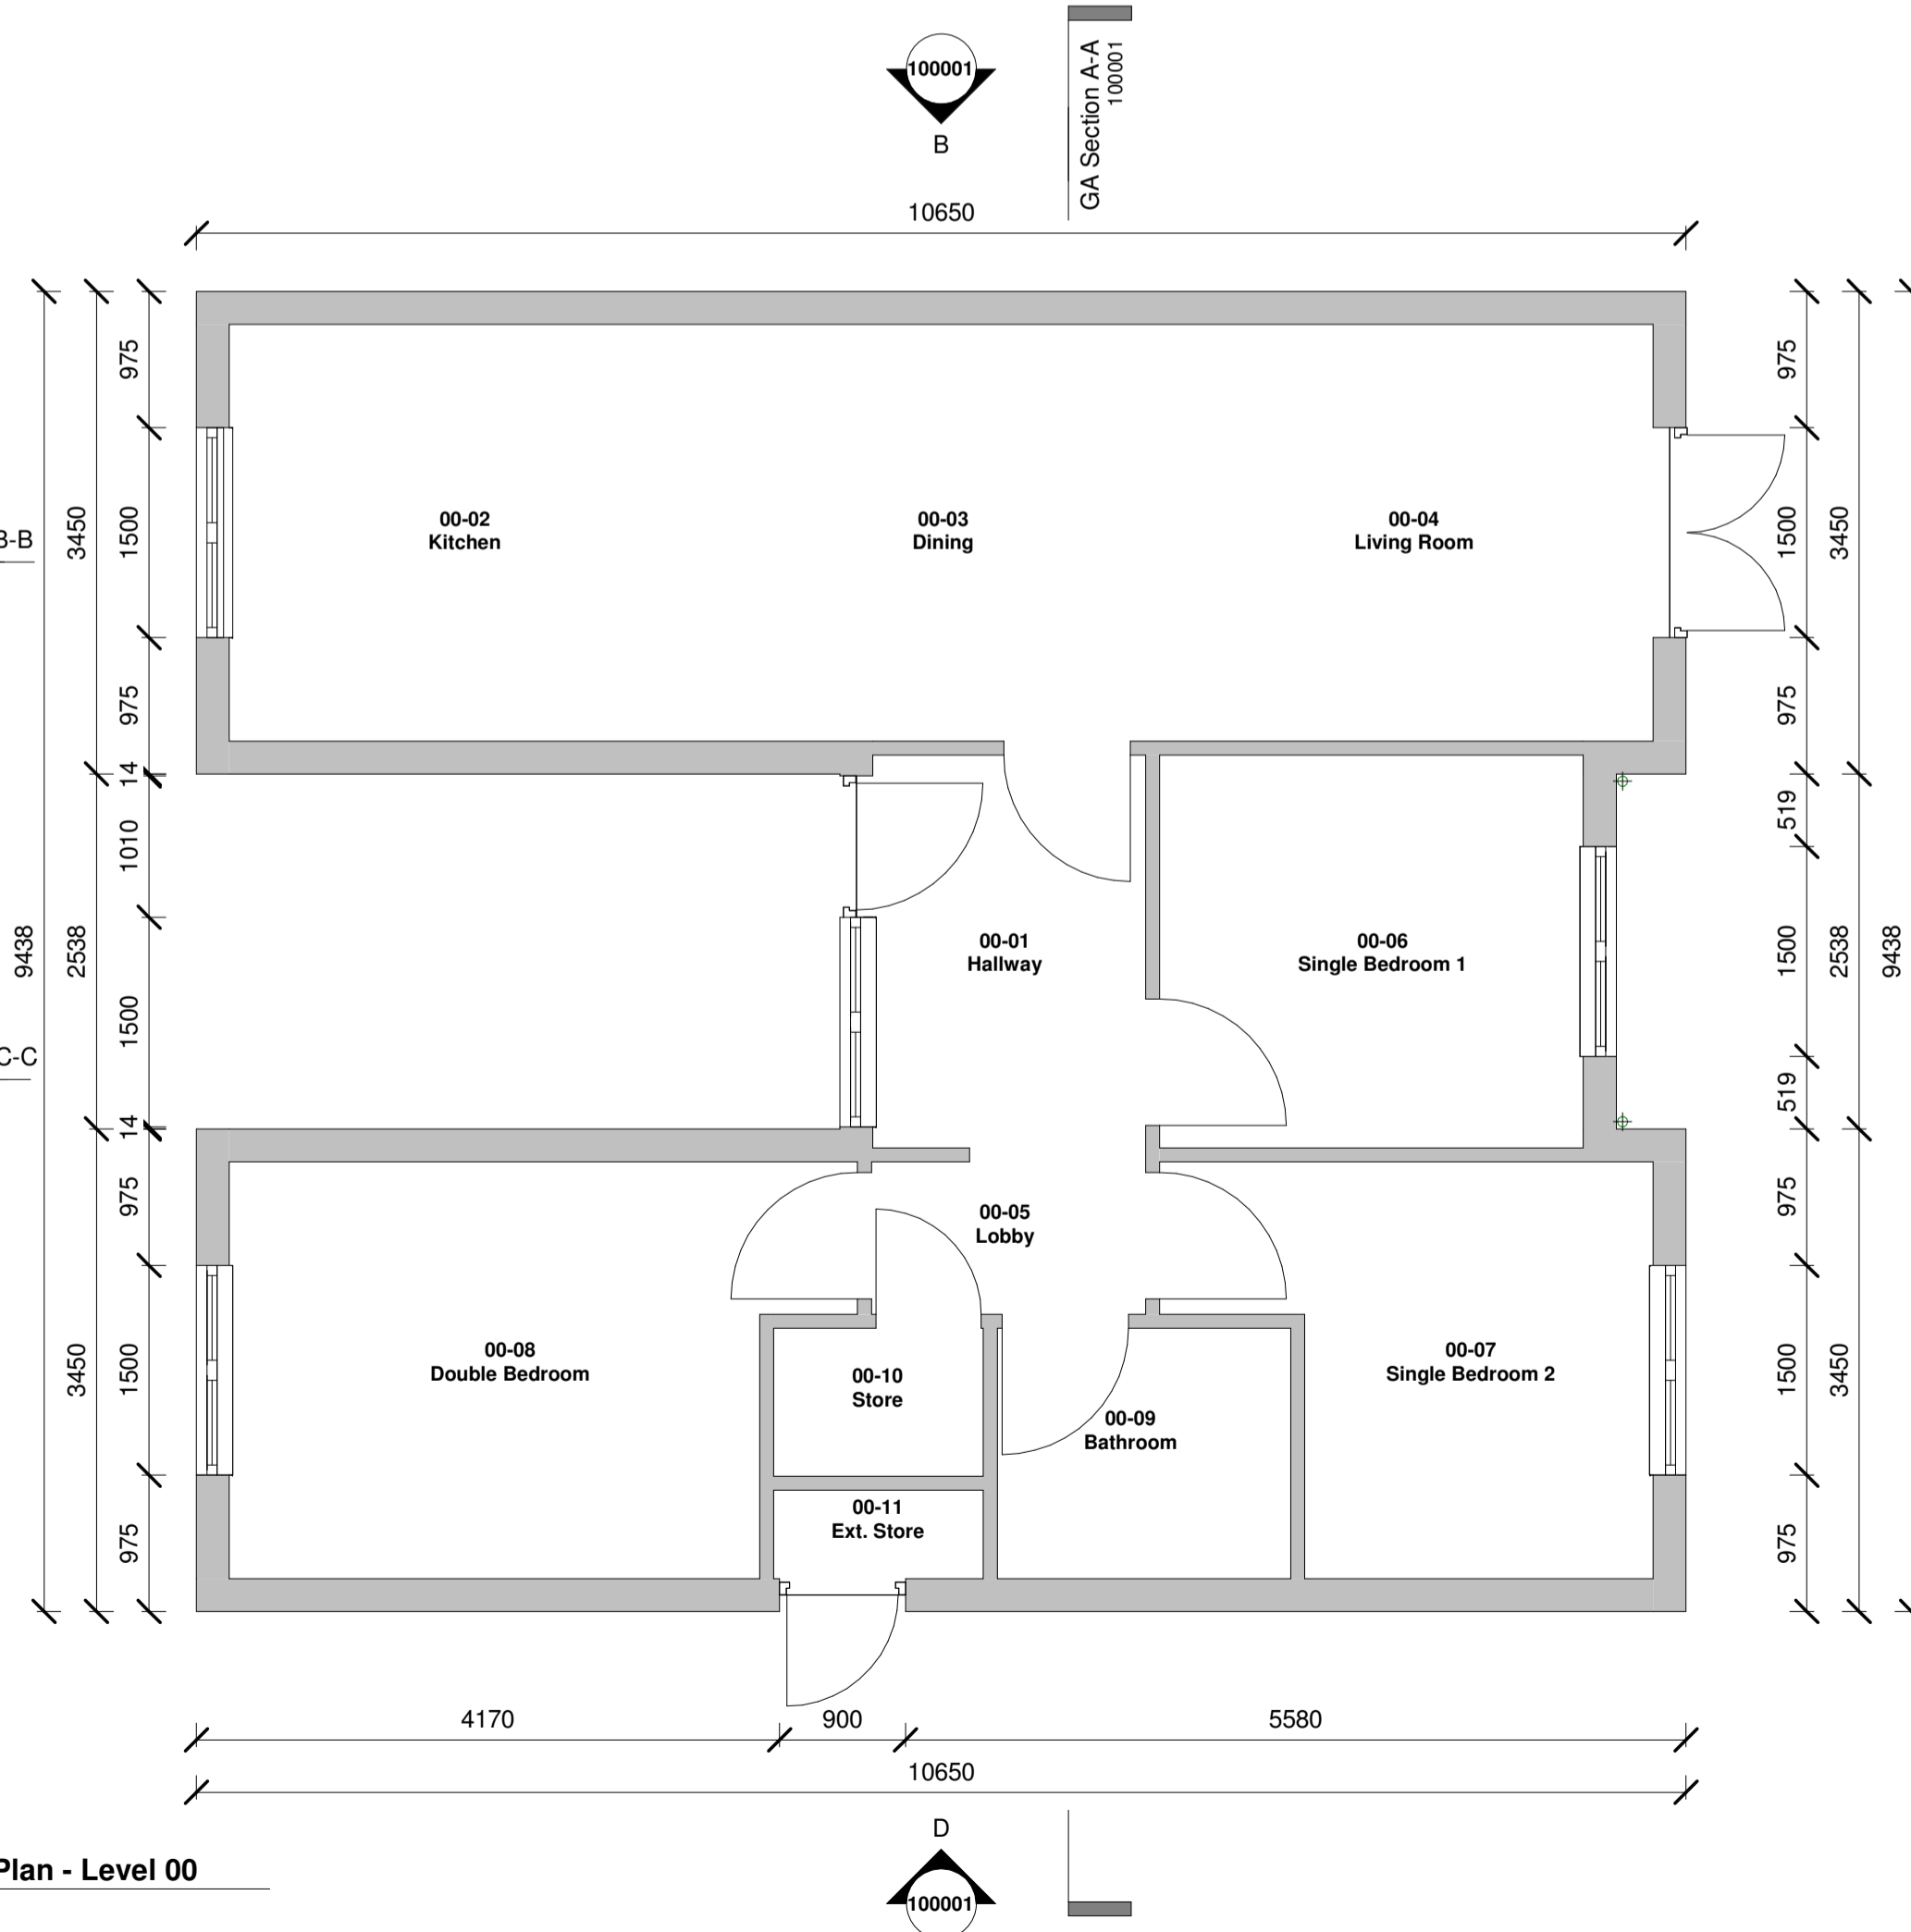 100001
B
GA Section A-A
100001
10650
975
1500
975
14
1010
1500
14
975
1500
975
3450
2538
3450
9438
B-B
C-C
00-02
Kitchen
00-03
Dining
00-04
Living Room
00-01
Hallway
00-06
Single Bedroom 1
00-05
Lobby
00-08
Double Bedroom
00-10
Store
00-07
Single Bedroom 2
00-09
Bathroom
00-11
Ext. Store
975
1500
975
519
1500
519
975
1500
975
3450
2538
3450
9438
4170 900 5580
10650
D
100001
Plan - Level 00